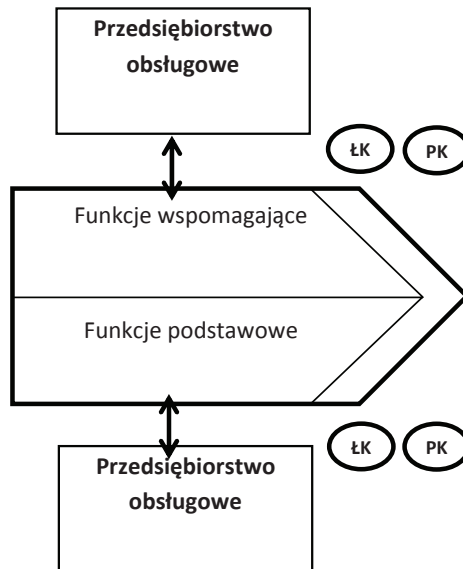 Przedsiębiorstwo
obsługowe
ŁK PK
Funkcje wspomagające
Funkcje podstawowe
ŁK PK
Przedsiębiorstwo
obsługowe